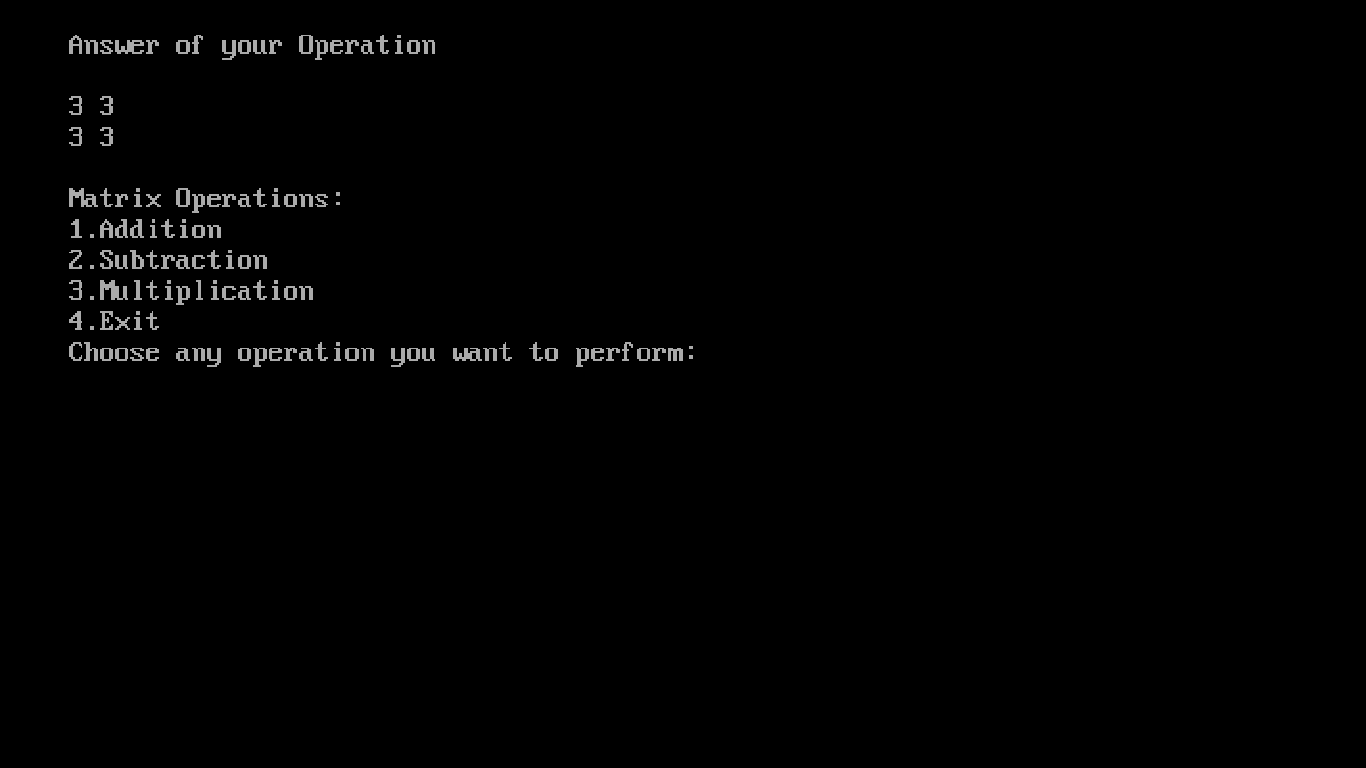 Answer of your Operation
3 3
3 3
Matrix Operations:
1.Addition
2.Subtraction
3.Multiplication
4.Exit
Choose any operation you want to perform: